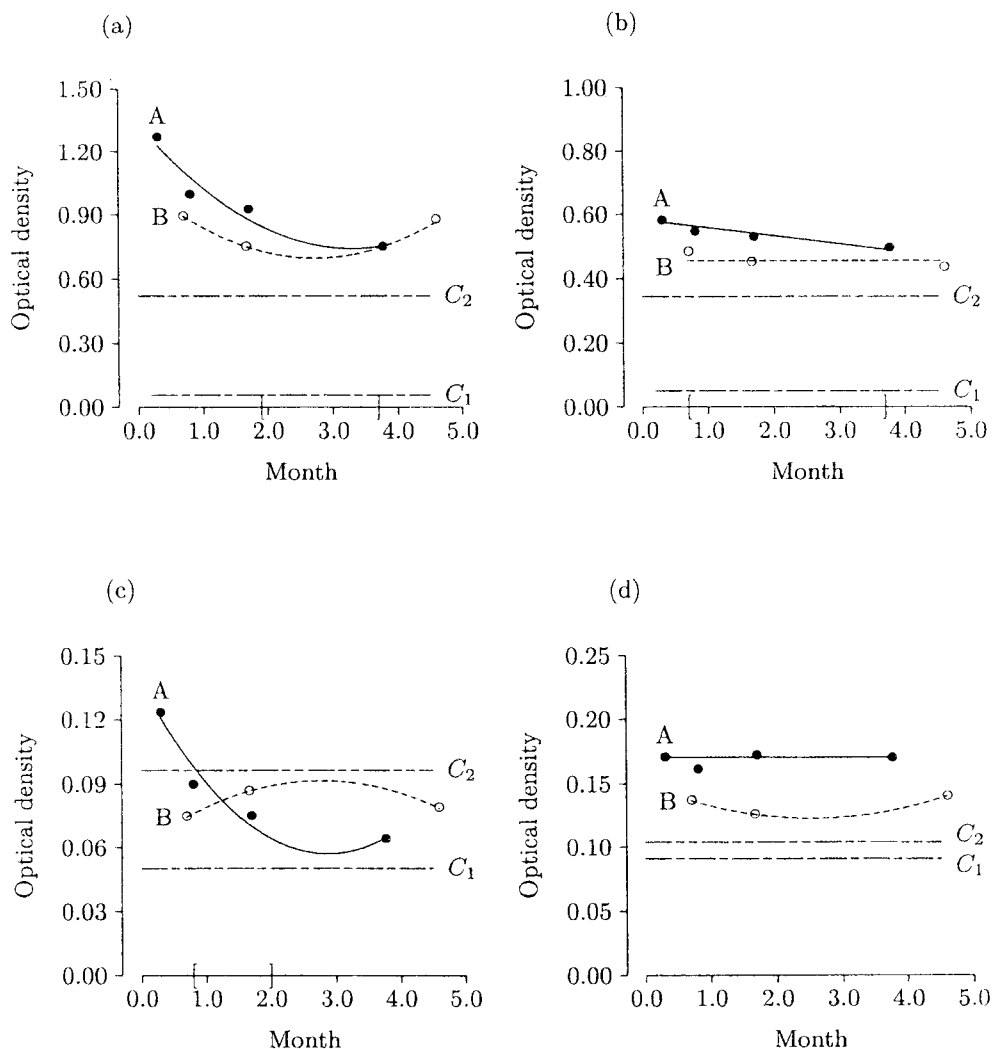 (a)
1.50
1.20
0.90
0.60
0.30
0.00
Optical density
A
B
C₂
C₁
1.0 2.0 3.0 4.0 5.0
Month
(b)
1.00
0.80
0.60
0.40
0.20
0.00
Optical density
A
B
C₂
C₁
0.0 1.0 2.0 3.0 4.0 5.0
Month
(c)
0.15
0.12
0.09
0.06
0.03
0.00
Optical density
A
B
C₂
C₁
0.0 1.0 2.0 3.0 4.0 5.0
Month
(d)
0.25
0.20
0.15
0.10
0.05
0.00
Optical density
A
B
C₂
C₁
0.0 1.0 2.0 3.0 4.0 5.0
Month